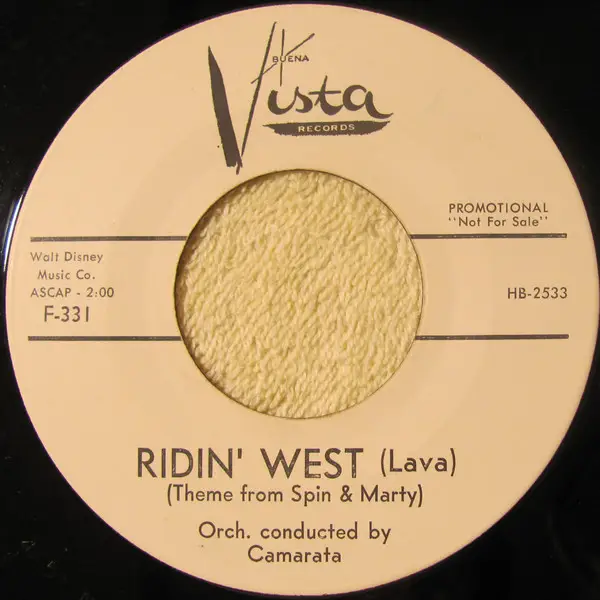 BUENA
Vista
RECORDS
PROMOTIONAL
"Not For Sale"
Walt Disney
Music Co.
ASCAP - 2:00
F-331
HB-2533
RIDIN' WEST (Lava)
(Theme from Spin & Marty)
Orch. conducted by
Camarata